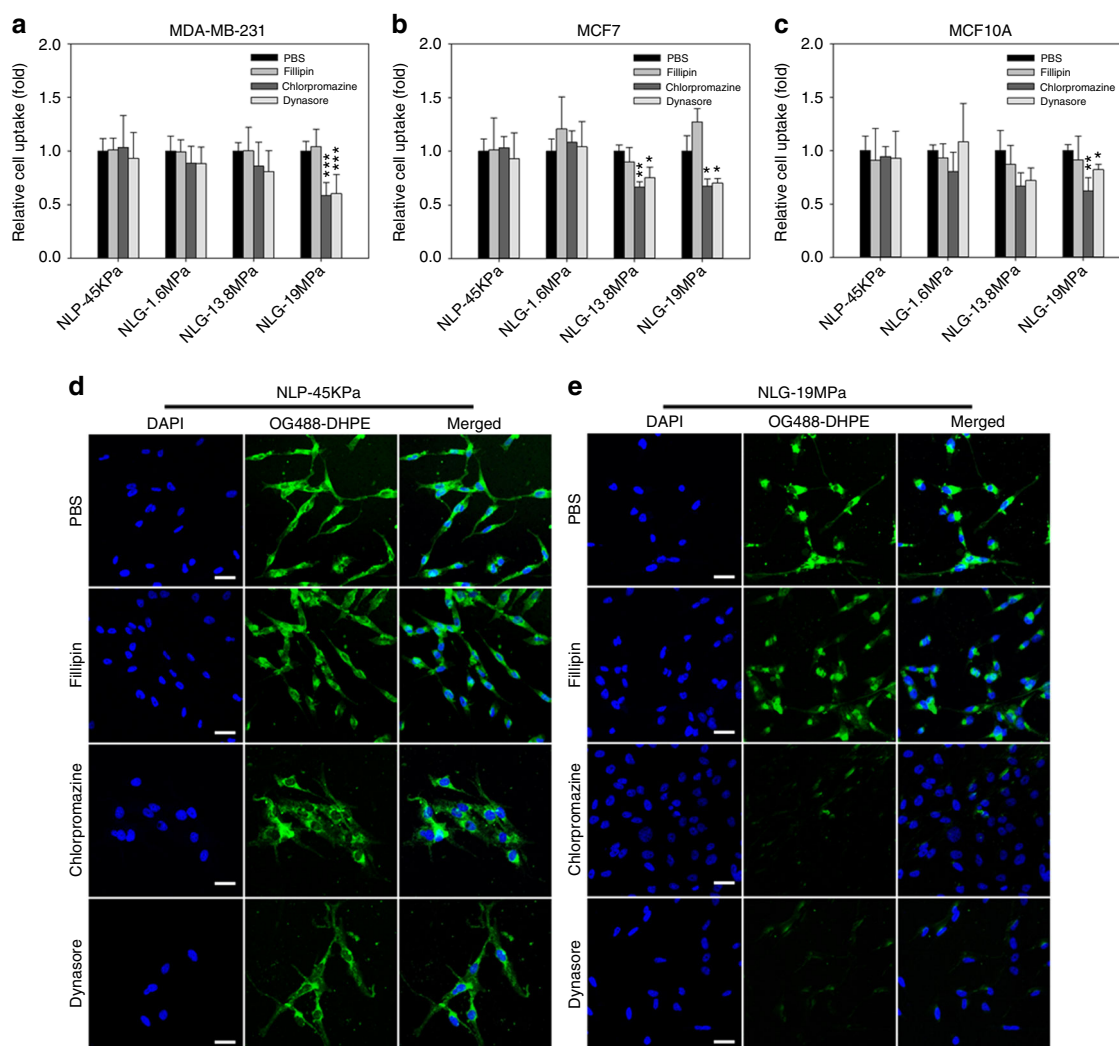 a
MDA-MB-231
Relative cell uptake (fold)
2.0
1.5
1.0
0.5
0.0
PBS
Fillipin
Chlorpromazine
Dynasore
***
***
NLP-45KPa
NLG-1.6MPa
NLG-13.8MPa
NLG-19MPa
b
MCF7
Relative cell uptake (fold)
2.0
1.5
1.0
0.5
0.0
PBS
Fillipin
Chlorpromazine
Dynasore
**
*
*
*
NLP-45KPa
NLG-1.6MPa
NLG-13.8MPa
NLG-19MPa
c
MCF10A
Relative cell uptake (fold)
2.0
1.5
1.0
0.5
0.0
PBS
Fillipin
Chlorpromazine
Dynasore
**
*
NLP-45KPa
NLG-1.6MPa
NLG-13.8MPa
NLG-19MPa
d
NLP-45KPa
DAPI OG488-DHPE Merged
PBS
Fillipin
Chlorpromazine
Dynasore
e
NLG-19MPa
DAPI OG488-DHPE Merged
PBS
Fillipin
Chlorpromazine
Dynasore